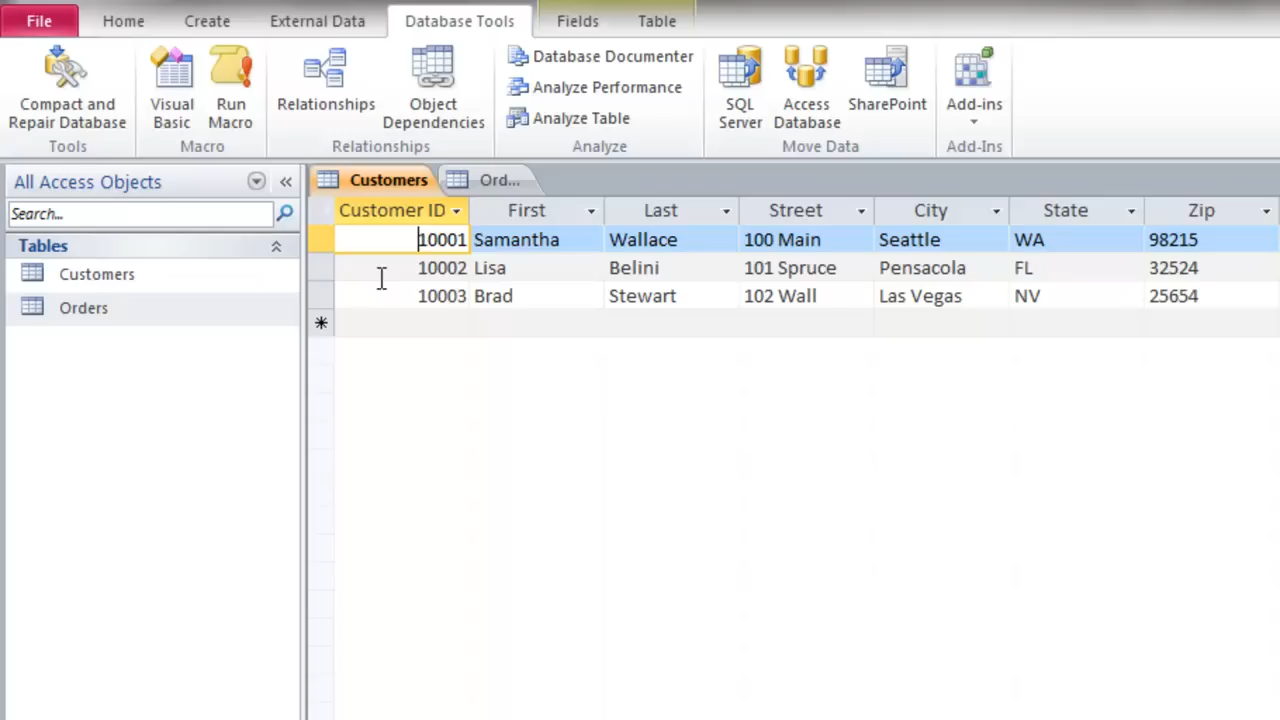 File Home Create External Data Database Tools Fields Table
Compact and Repair Database
Visual Basic
Run Macro
Relationships
Object Dependencies
Database Documenter
Analyze Performance
Analyze Table
SQL Server
Access Database
SharePoint
Add-ins
Tools Macro Relationships Analyze Move Data Add-Ins
All Access Objects «
Search...
Tables
Customers
Orders
Customers Ord...
Customer ID First Last Street City State Zip
10001 Samantha Wallace 100 Main Seattle WA 98215
10002 Lisa Belini 101 Spruce Pensacola FL 32524
10003 Brad Stewart 102 Wall Las Vegas NV 25654
*